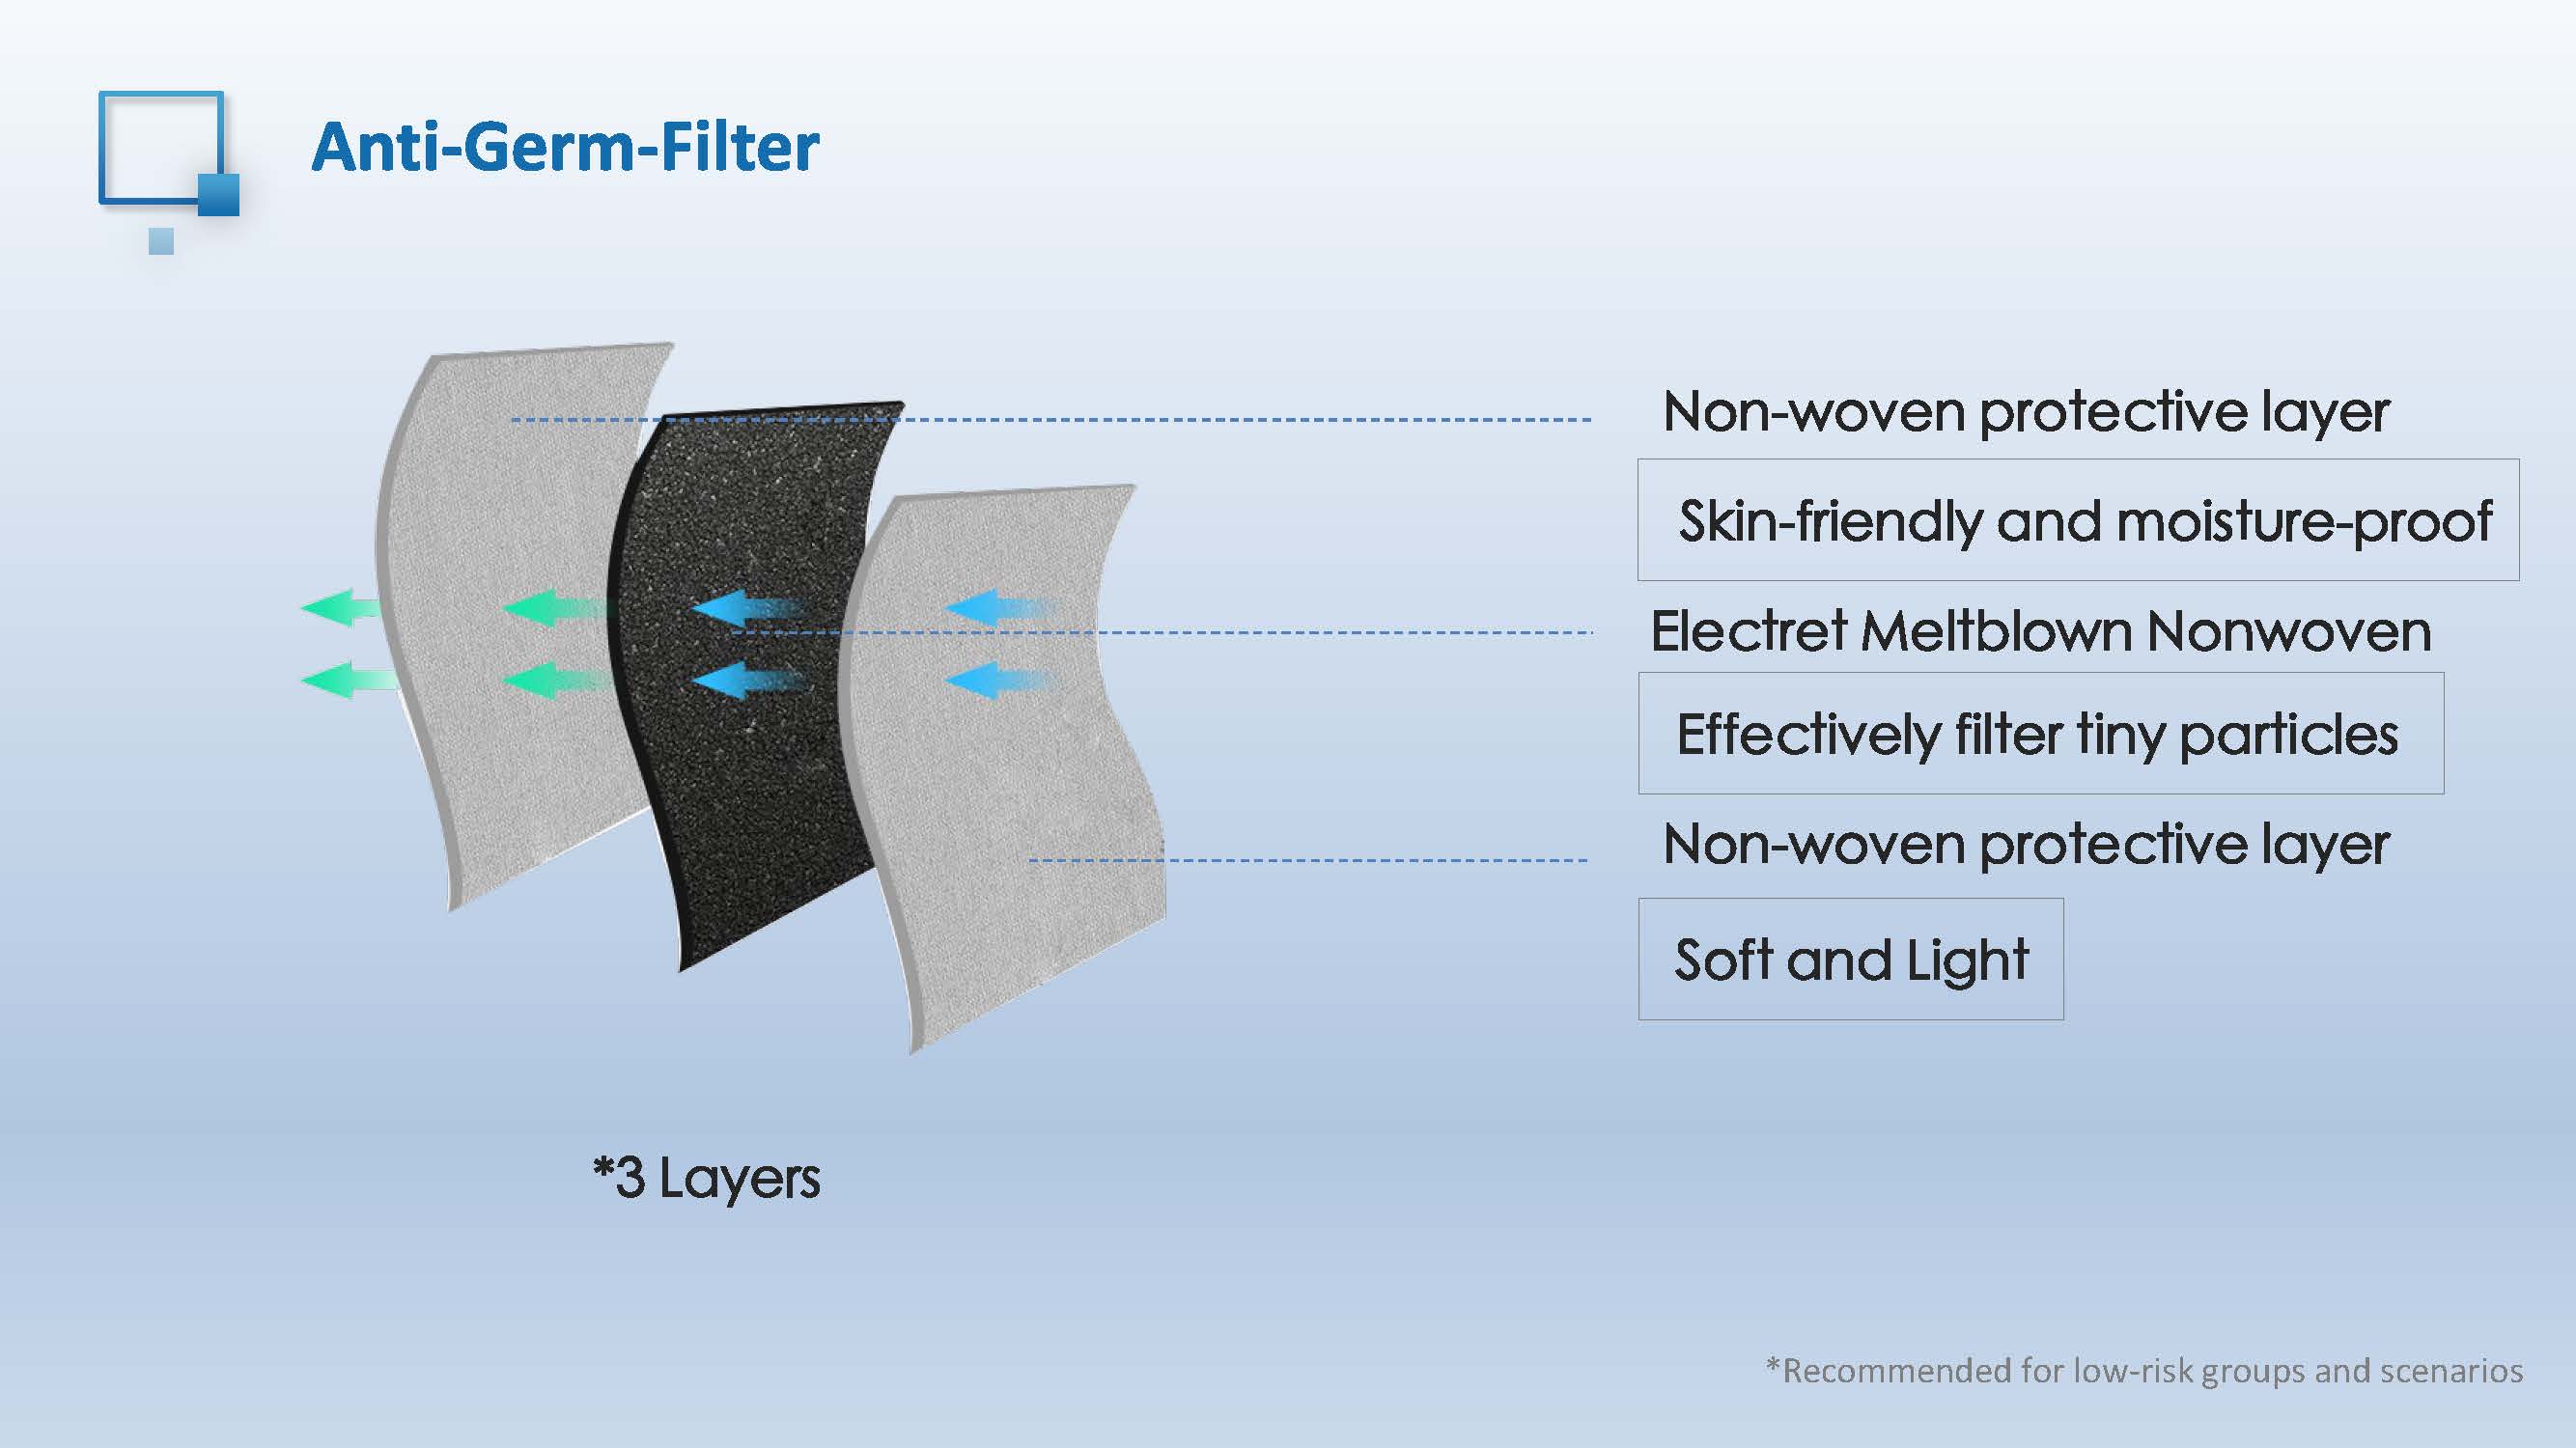 Anti-Germ-Filter
Non-woven protective layer
Skin-friendly and moisture-proof
Electret Meltblown Nonwoven
Effectively filter tiny particles
Non-woven protective layer
Soft and Light
*3 Layers
*Recommended for low-risk groups and scenarios